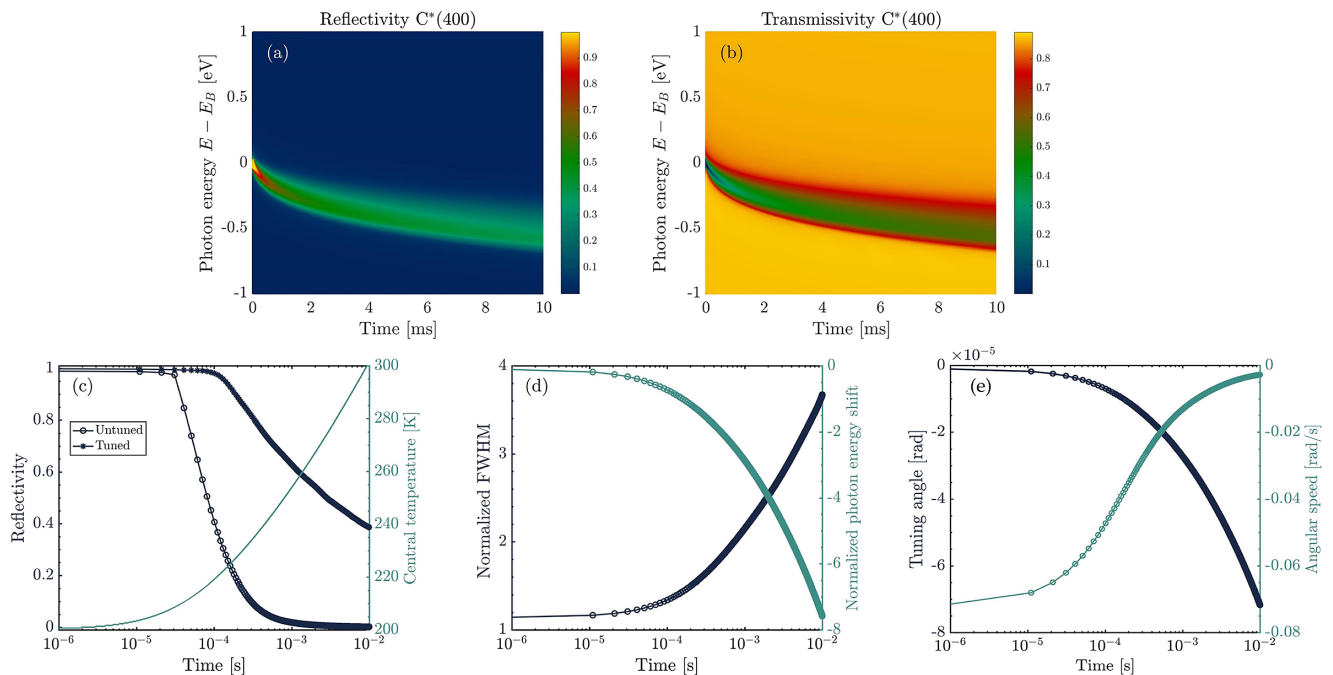 Reflectivity C*(400)
(a)
Photon energy E − E_B [eV]
1
0.5
0
-0.5
-1
0 2 4 6 8 10
Time [ms]
0.9
0.8
0.7
0.6
0.5
0.4
0.3
0.2
0.1
Transmissivity C*(400)
(b)
Photon energy E − E_B [eV]
1
0.5
0
-0.5
-1
0 2 4 6 8 10
Time [ms]
0.8
0.7
0.6
0.5
0.4
0.3
0.2
0.1
(c)
Reflectivity
1
0.8
0.6
0.4
0.2
0
Untuned
Tuned
10⁻⁶ 10⁻⁵ 10⁻⁴ 10⁻³ 10⁻²
Time [s]
300
280
260
240
220
200
Central temperature [K]
(d)
Normalized FWHM
4
3
2
1
10⁻⁶ 10⁻⁵ 10⁻⁴ 10⁻³ 10⁻²
Time [s]
0
-2
-4
-6
-8
Normalized photon energy shift
×10⁻⁵
(e)
Tuning angle [rad]
0
-2
-4
-6
-8
10⁻⁶ 10⁻⁵ 10⁻⁴ 10⁻³ 10⁻²
Time [s]
0
-0.02
-0.04
-0.06
-0.08
Angular speed [rad/s]